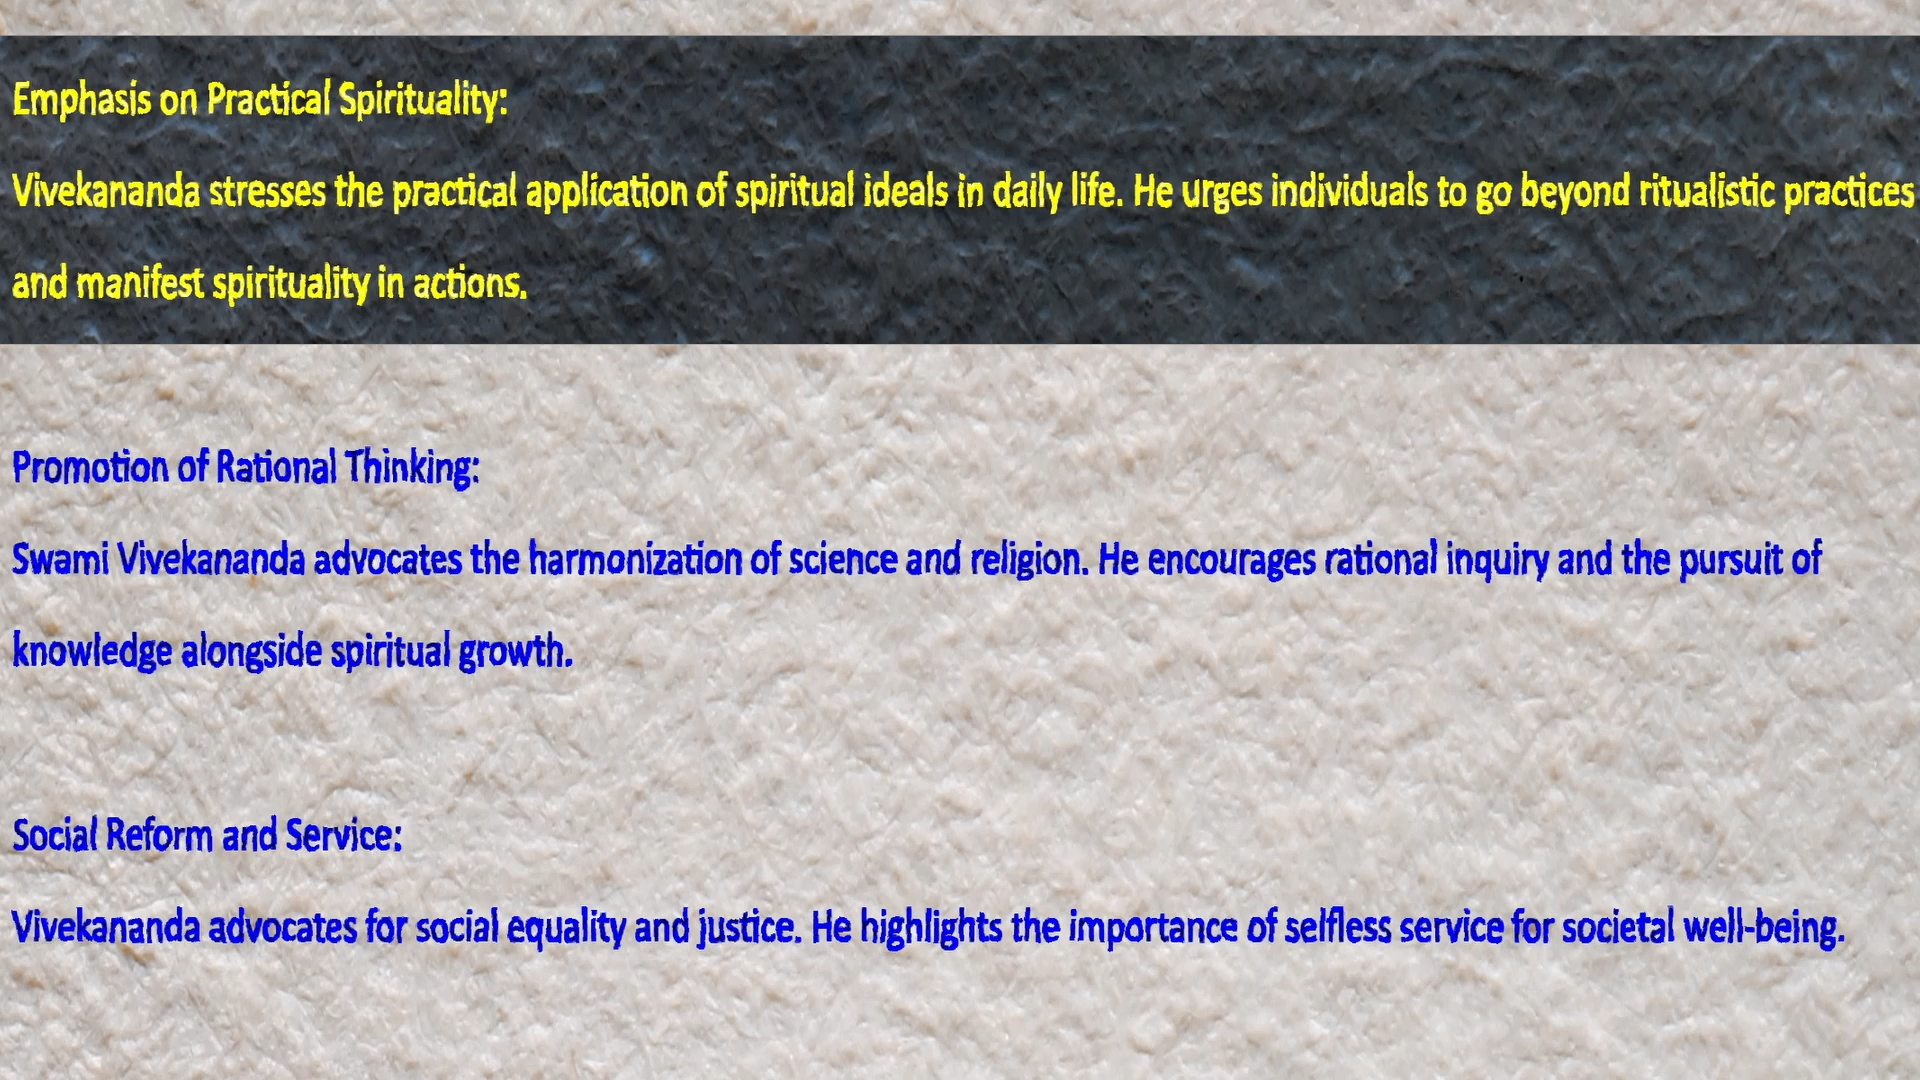 Emphasis on Practical Spirituality:
Vivekananda stresses the practical application of spiritual ideals in daily life. He urges individuals to go beyond ritualistic practices
and manifest spirituality in actions.
Promotion of Rational Thinking:
Swami Vivekananda advocates the harmonization of science and religion. He encourages rational inquiry and the pursuit of
knowledge alongside spiritual growth.
Social Reform and Service:
Vivekananda advocates for social equality and justice. He highlights the importance of selfless service for societal well-being.